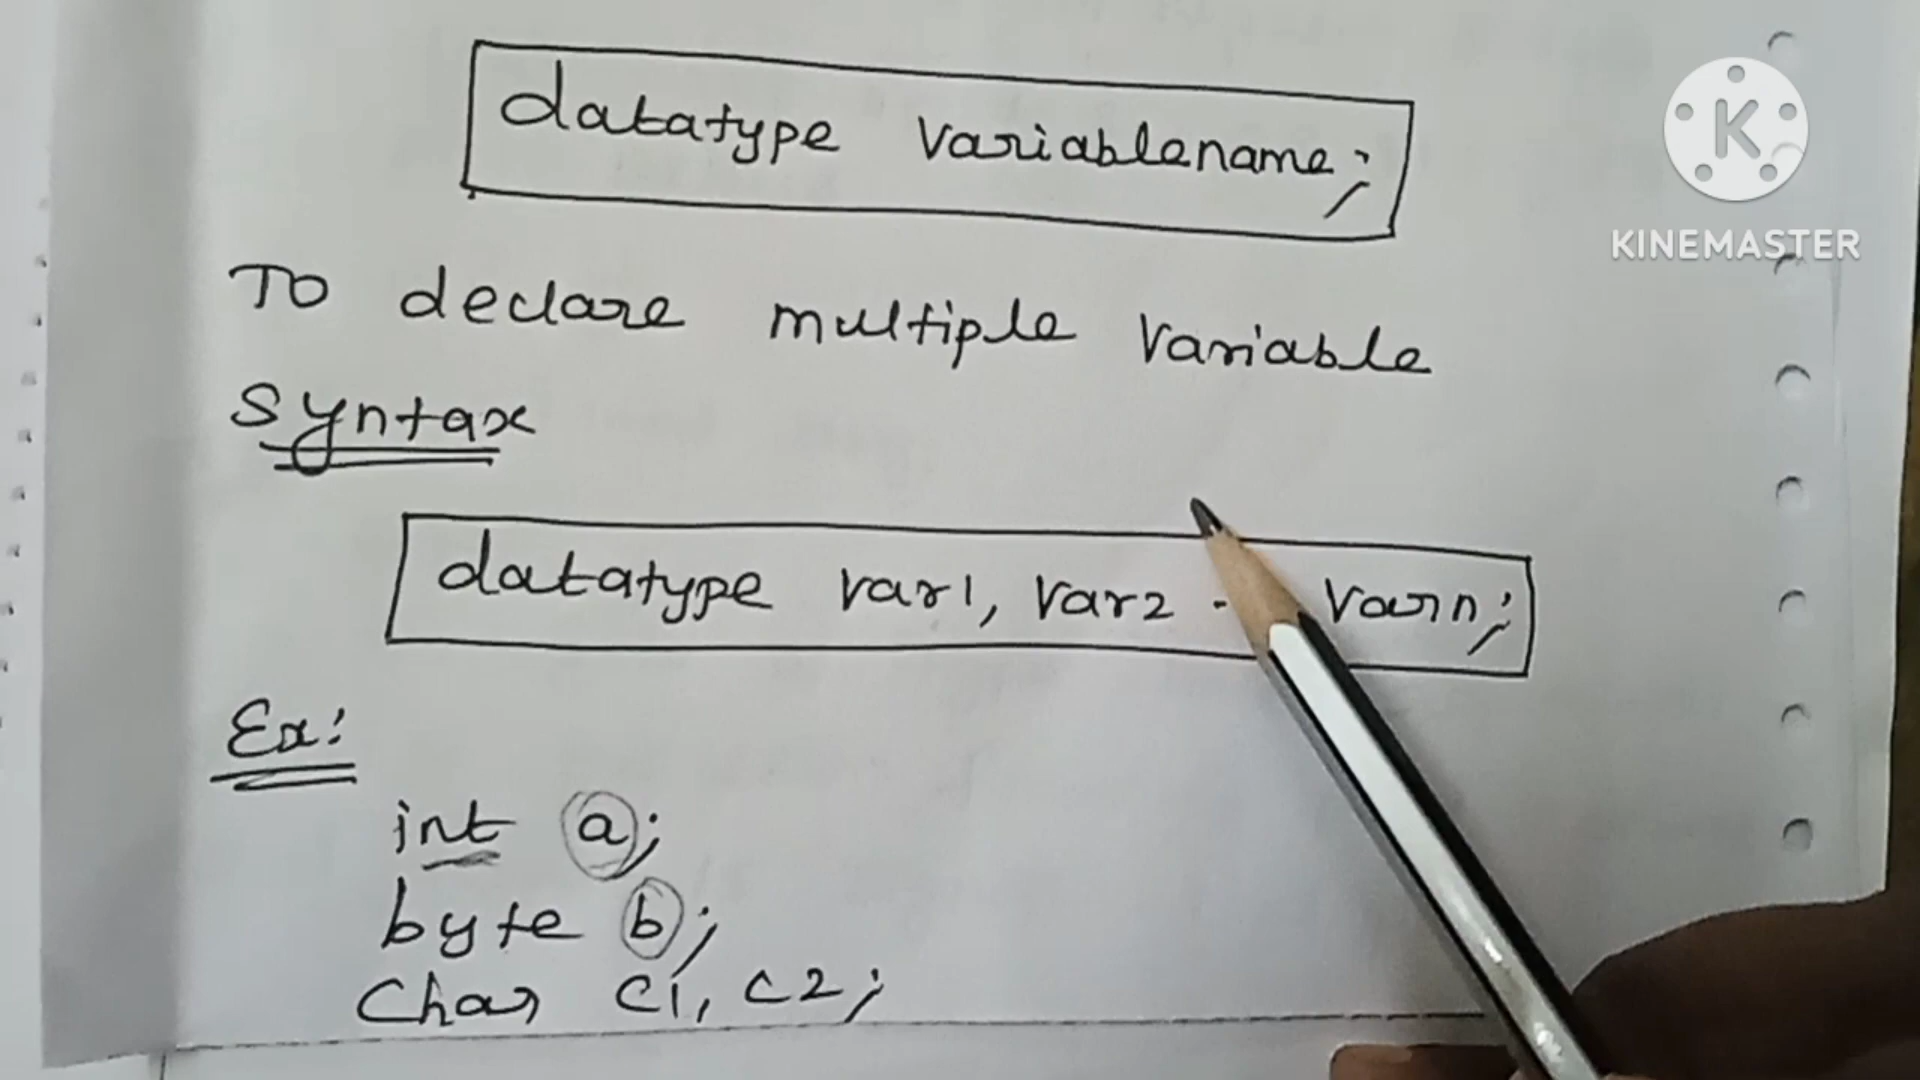 datatype variablename;
K
KINEMASTER
To declare multiple variable
Syntax
datatype var1, var2 - varn;
Ex:
int a;
byte b;
char c1, c2;